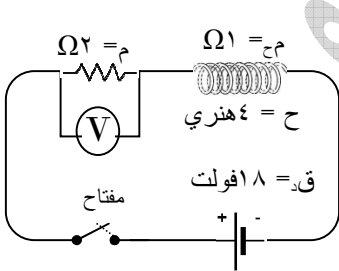 م = ٢Ω
مح = ١Ω
V
ح = ٤هنري
قد = ١٨فولت
مفتاح
+ -